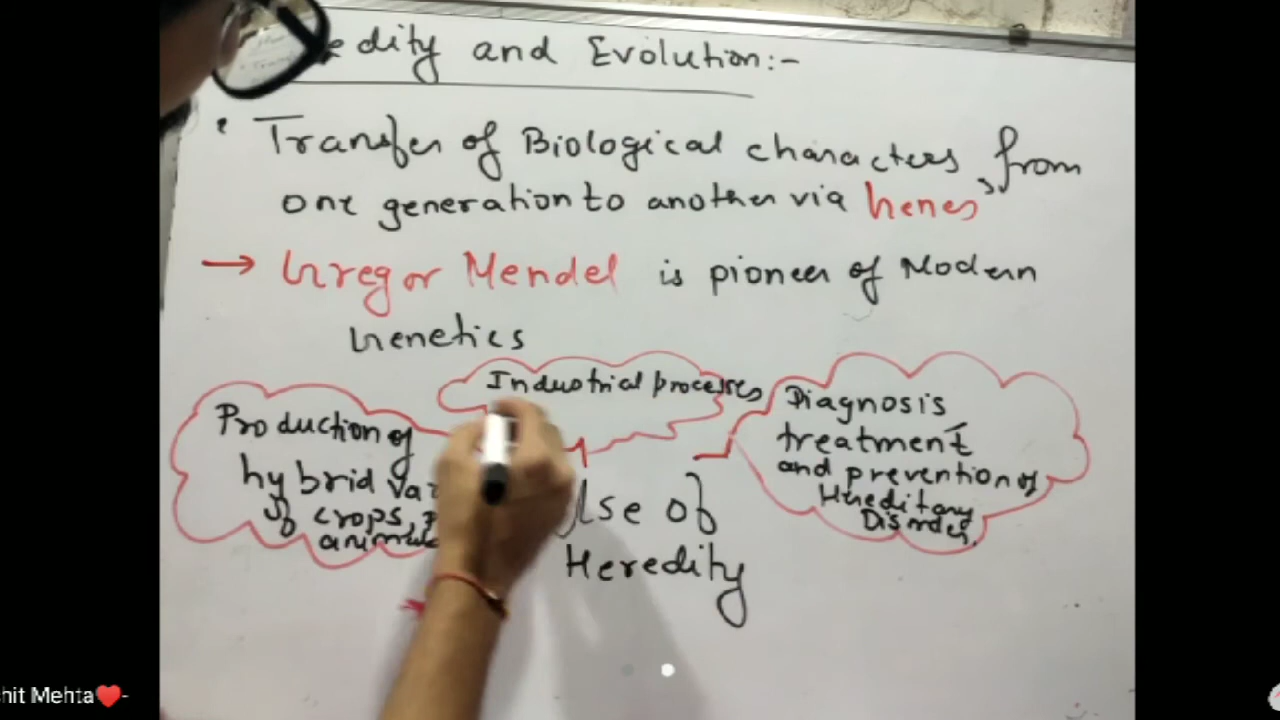 edity and Evolution:-
• Transfer of Biological characters from
one generation to another via Genes,
→ Gregor Mendel is pioneer of Modern
Genetics
Industrial processes
Production of
hybrid
of crops,
Diagnosis
treatment
and prevention of
Hereditary
Disorder.
Use of
Heredity
hit Mehta❤️-